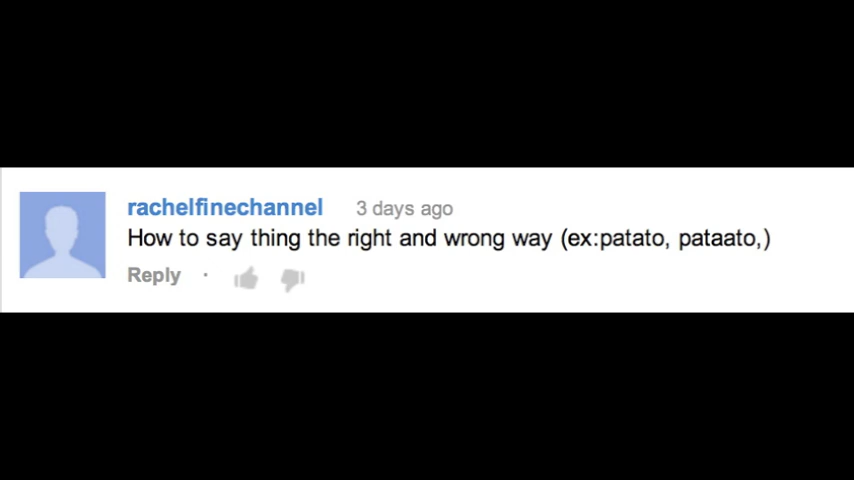 rachelfinechannel 3 days ago
How to say thing the right and wrong way (ex:patato, pataato,)
Reply ·